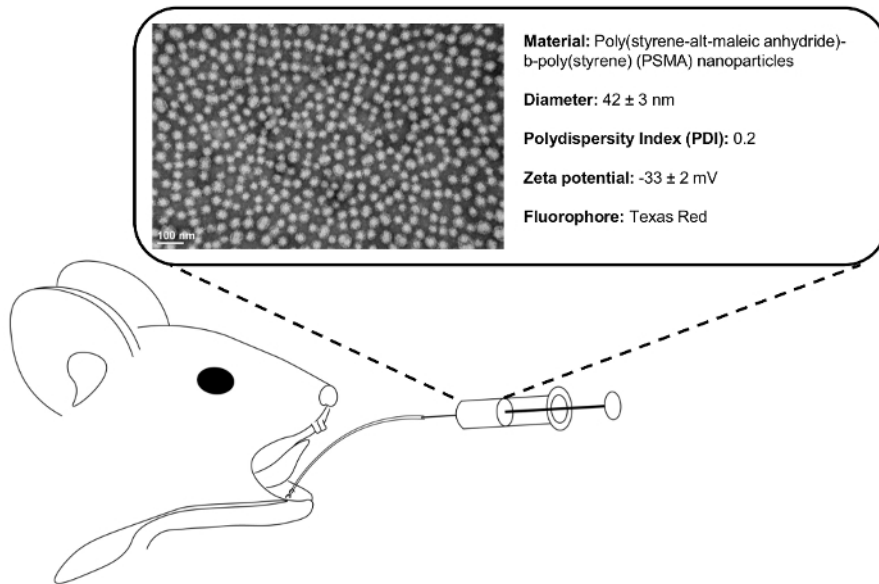 Material: Poly(styrene-alt-maleic anhydride)-
b-poly(styrene) (PSMA) nanoparticles
Diameter: 42 ± 3 nm
Polydispersity Index (PDI): 0.2
Zeta potential: -33 ± 2 mV
Fluorophore: Texas Red
100 nm